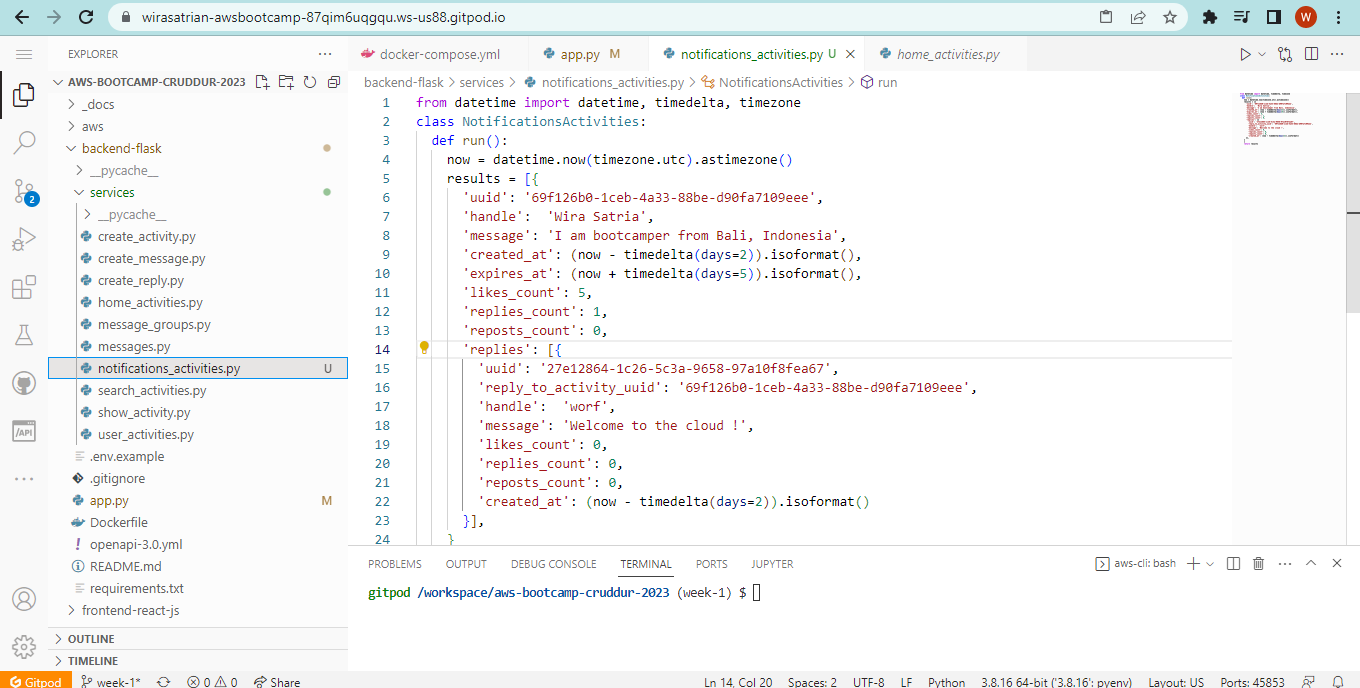 wirasatrian-awsbootcamp-87qim6uqgqu.ws-us88.gitpod.io
W
EXPLORER
AWS-BOOTCAMP-CRUDDUR-2023
_docs
aws
backend-flask
__pycache__
services
__pycache__
create_activity.py
create_message.py
create_reply.py
home_activities.py
message_groups.py
messages.py
notifications_activities.py U
search_activities.py
show_activity.py
user_activities.py
.env.example
.gitignore
app.py M
Dockerfile
openapi-3.0.yml
README.md
requirements.txt
frontend-react-js
OUTLINE
TIMELINE
2
/API
docker-compose.yml
app.py M
notifications_activities.py U
home_activities.py
backend-flask > services > notifications_activities.py > NotificationsActivities > run
1 from datetime import datetime, timedelta, timezone
2 class NotificationsActivities:
3 def run():
4 now = datetime.now(timezone.utc).astimezone()
5 results = [{
6 'uuid': '69f126b0-1ceb-4a33-88be-d90fa7109eee',
7 'handle':  'Wira Satria',
8 'message': 'I am bootcamper from Bali, Indonesia',
9 'created_at': (now - timedelta(days=2)).isoformat(),
10 'expires_at': (now + timedelta(days=5)).isoformat(),
11 'likes_count': 5,
12 'replies_count': 1,
13 'reposts_count': 0,
14 'replies': [{
15 'uuid': '27e12864-1c26-5c3a-9658-97a10f8fea67',
16 'reply_to_activity_uuid': '69f126b0-1ceb-4a33-88be-d90fa7109eee',
17 'handle':  'worf',
18 'message': 'Welcome to the cloud !',
19 'likes_count': 0,
20 'replies_count': 0,
21 'reposts_count': 0,
22 'created_at': (now - timedelta(days=2)).isoformat()
23 }],
24 }
PROBLEMS OUTPUT DEBUG CONSOLE TERMINAL PORTS JUPYTER
aws-cli: bash
gitpod /workspace/aws-bootcamp-cruddur-2023 (week-1) $
Gitpod week-1* 0 0 Share Ln 14, Col 20 Spaces: 2 UTF-8 LF Python 3.8.16 64-bit ('3.8.16': pyenv) Layout: US Ports: 45853